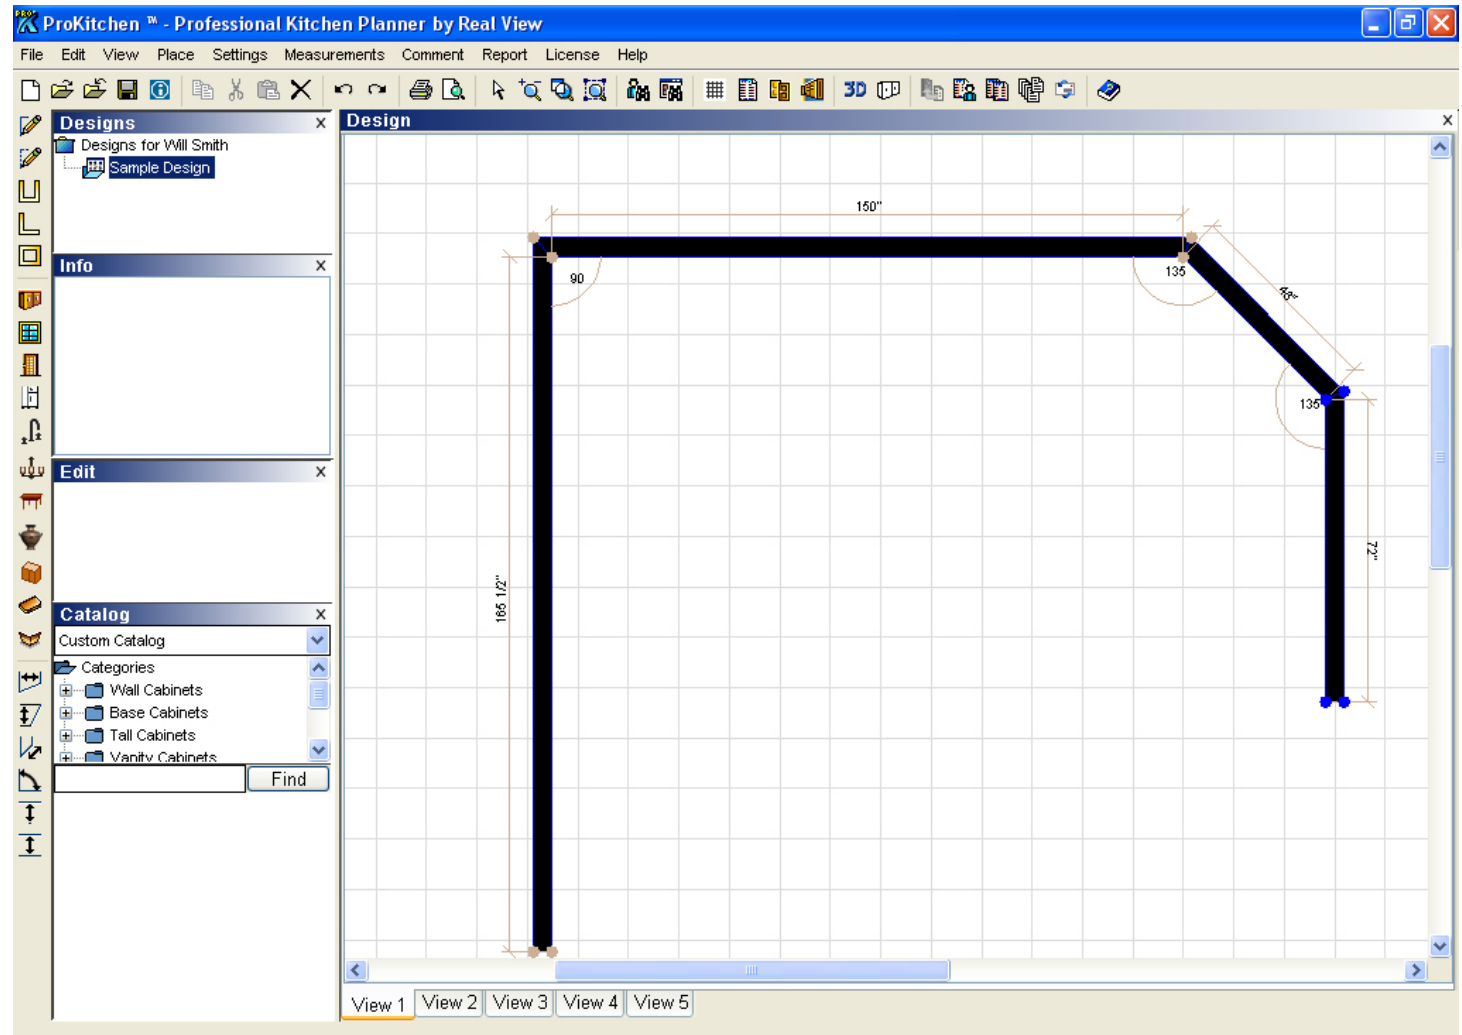 ProKitchen ™ - Professional Kitchen Planner by Real View
File Edit View Place Settings Measurements Comment Report License Help
3D
Designs x
Designs for Will Smith
Sample Design
Info x
Edit x
Catalog x
Custom Catalog
Categories
Wall Cabinets
Base Cabinets
Tall Cabinets
Vanity Cabinets
Find
Design x
150"
90
135
48"
135
72"
165 1/2"
View 1 View 2 View 3 View 4 View 5